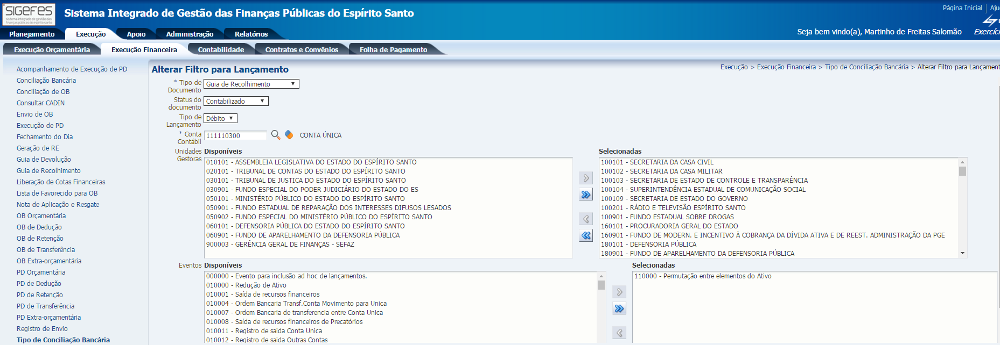 SIGEFES
sistema integrado de gestão das
finanças públicas do espírito santo
Sistema Integrado de Gestão das Finanças Públicas do Espírito Santo
Página Inicial
Planejamento
Execução
Apoio
Administração
Relatórios
Seja bem vindo(a), Martinho de Freitas Salomão
Execução Orçamentária
Execução Financeira
Contabilidade
Contratos e Convênios
Folha de Pagamento
Execução > Execução Financeira > Tipo de Conciliação Bancária > Alterar Filtro para Lançament
Acompanhamento de Execução de PD
Conciliação Bancária
Conciliação de OB
Consultar CADIN
Envio de OB
Execução de PD
Fechamento do Dia
Geração de RE
Guia de Devolução
Guia de Recolhimento
Liberação de Cotas Financeiras
Lista de Favorecido para OB
Nota de Aplicação e Resgate
OB Orçamentária
OB de Dedução
OB de Retenção
OB de Transferência
OB Extra-orçamentária
PD Orçamentária
PD de Dedução
PD de Retenção
PD de Transferência
PD Extra-orçamentária
Registro de Envio
Tipo de Conciliação Bancária
Alterar Filtro para Lançamento
* Tipo de Documento
Guia de Recolhimento
Status do documento
Contabilizado
Tipo de Lançamento
Débito
* Conta Contábil
111110300
CONTA ÚNICA
Unidades Gestoras
Disponíveis
010101 - ASSEMBLEIA LEGISLATIVA DO ESTADO DO ESPÍRITO SANTO
020101 - TRIBUNAL DE CONTAS DO ESTADO DO ESPÍRITO SANTO
030101 - TRIBUNAL DE JUSTICA DO ESTADO DO ESPÍRITO SANTO
030901 - FUNDO ESPECIAL DO PODER JUDICIÁRIO DO ESTADO DO ES
050101 - MINISTÉRIO PÚBLICO DO ESTADO DO ESPÍRITO SANTO
050901 - FUNDO ESTADUAL DE REPARAÇÃO DOS INTERESSES DIFUSOS LESADOS
050902 - FUNDO ESPECIAL DO MINISTÉRIO PÚBLICO DO ESPÍRITO SANTO
060101 - DEFENSORIA PÚBLICA DO ESTADO DO ESPÍRITO SANTO
060901 - FUNDO DE APARELHAMENTO DA DEFENSORIA PÚBLICA
900003 - GERÊNCIA GERAL DE FINANÇAS - SEFAZ
Selecionadas
100101 - SECRETARIA DA CASA CIVIL
100102 - SECRETARIA DA CASA MILITAR
100103 - SECRETARIA DE ESTADO DE CONTROLE E TRANSPARÊNCIA
100104 - SUPERINTENDÊNCIA ESTADUAL DE COMUNICAÇÃO SOCIAL
100109 - SECRETARIA DE ESTADO DO GOVERNO
100201 - RÁDIO E TELEVISÃO ESPÍRITO SANTO
100901 - FUNDO ESTADUAL SOBRE DROGAS
160101 - PROCURADORIA GERAL DO ESTADO
160901 - FUNDO DE MODERN. E INCENTIVO À COBRANÇA DA DÍVIDA ATIVA E DE REEST. ADMINISTRAÇÃO DA PGE
180101 - DEFENSORIA PÚBLICA
180901 - FUNDO DE APARELHAMENTO DA DEFENSORIA PÚBLICA
Eventos
Disponíveis
000000 - Evento para inclusão ad hoc de lançamentos.
010000 - Redução de Ativo
010001 - Saída de recursos financeiros
010004 - Ordem Bancaria Transf.Conta Movimento para Unica
010007 - Ordem Bancaria de transferencia entre Conta Unica
010008 - Saída de recursos financeiros de Precatórios
010011 - Registro de saida Conta Unica
010012 - Registro de saida Outras Contas
Selecionadas
110000 - Permutação entre elementos do Ativo